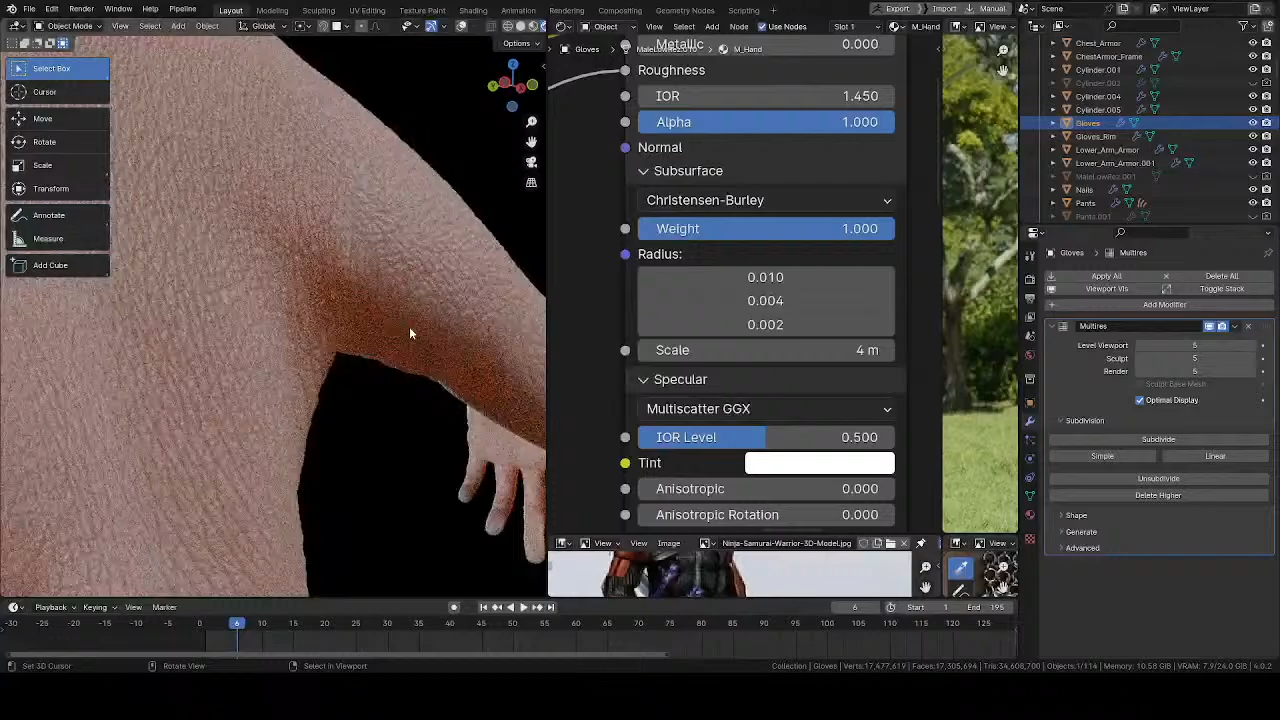 File Edit Render Window Help Pipeline
Layout Modeling Sculpting UV Editing Texture Paint Shading Animation Rendering Compositing Geometry Nodes Scripting
Export Import Manual
Scene
ViewLayer
Object Mode
View Select Add Object
Global
Options
Select Box
Cursor
Move
Rotate
Scale
Transform
Annotate
Measure
Add Cube
Z
Y
X
Object View Select Add Node Use Nodes Slot 1 M_Hand
Gloves MaleLowRez010 M_Hand
Metallic 0.000
Roughness
IOR 1.450
Alpha 1.000
Normal
Subsurface
Christensen-Burley
Weight 1.000
Radius:
0.010
0.004
0.002
Scale 4 m
Specular
Multiscatter GGX
IOR Level 0.500
Tint
Anisotropic 0.000
Anisotropic Rotation 0.000
View View Image Ninja-Samurai-Warrior-3D-Model.jpg
View
View
Chest_Armor
ChestArmor_Frame
Cylinder.001
Cylinder.002
Cylinder.004
Cylinder.005
Gloves
Gloves_Rim
Lower_Arm_Armor
Lower_Arm_Armor.001
MaleLowRez.001
Nails
Pants
Pants.001
Gloves Multires
Apply All Delete All
Viewport Vis Toggle Stack
Add Modifier
Multires
Level Viewport 5
Sculpt 5
Render 5
Sculpt Base Mesh
Optimal Display
Subdivision
Subdivide
Simple Linear
Unsubdivide
Delete Higher
Shape
Generate
Advanced
Playback Keying View Marker
6 Start 1 End 195
-30 -25 -20 -15 -10 -5 0 6 10 15 20 25 30 35 40 45 50 55 60 65 70 75 80 85 90 95 100 105 110 115 120 125
Set 3D Cursor Rotate View Select in Viewport
Collection | Gloves | Verts:17,477,619 | Faces:17,305,694 | Tris:34,608,700 | Objects:1/114 | Memory: 10.58 GiB | VRAM: 7.9/24.0 GiB | 4.0.2